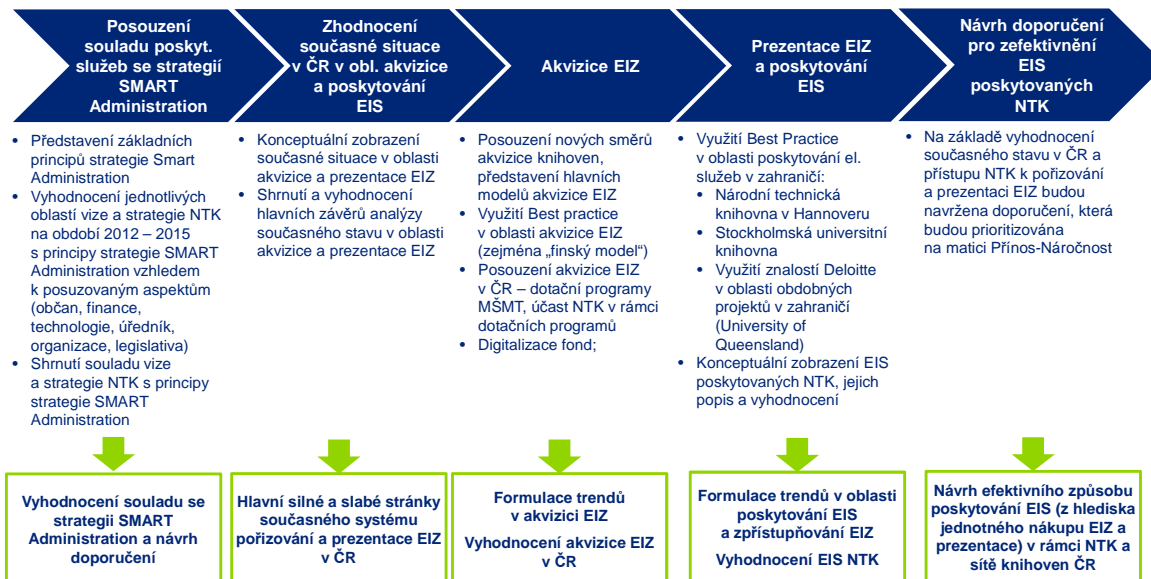 Posouzení
souladu poskyt.
služeb se strategií
SMART
Administration
Zhodnocení
současné situace
v ČR v obl. akvizice
a poskytování
EIS
Akvizice EIZ
Prezentace EIZ
a poskytování
EIS
Návrh doporučení
pro zefektivnění
EIS
poskytovaných
NTK
• Představení základních
principů strategie Smart
Administration
• Vyhodnocení jednotlivých
oblastí vize a strategie NTK
na období 2012 – 2015
s principy strategie SMART
Administration vzhledem
k posuzovaným aspektům
(občan, finance,
technologie, úředník,
organizace, legislativa)
• Shrnutí souladu vize
a strategie NTK s principy
strategie SMART
Administration
• Konceptuální zobrazení
současné situace v oblasti
akvizice a prezentace EIZ
• Shrnutí a vyhodnocení
hlavních závěrů analýzy
současného stavu v oblasti
akvizice a prezentace EIZ
• Posouzení nových směrů
akvizice knihoven,
představení hlavních
modelů akvizice EIZ
• Využití Best practice
v oblasti akvizice EIZ
(zejména „finský model")
• Posouzení akvizice EIZ
v ČR – dotační programy
MŠMT, účast NTK v rámci
dotačních programů
• Digitalizace fond;
• Využití Best Practice
v oblasti poskytování el.
služeb v zahraničí:
• Národní technická
knihovna v Hannoveru
• Stockholmská universitní
knihovna
• Využití znalostí Deloitte
v oblasti obdobných
projektů v zahraničí
(University of
Queensland)
• Konceptuální zobrazení EIS
poskytovaných NTK, jejich
popis a vyhodnocení
• Na základě vyhodnocení
současného stavu v ČR a
přístupu NTK k pořizování
a prezentaci EIZ budou
navržena doporučení, která
budou prioritizována
na matici Přínos-Náročnost
Vyhodnocení souladu se
strategii SMART
Administration a návrh
doporučení
Hlavní silné a slabé stránky
současného systému
pořizování a prezentace EIZ
v ČR
Formulace trendů
v akvizici EIZ
Vyhodnocení akvizice EIZ
v ČR
Formulace trendů v oblasti
poskytování EIS
a zpřístupňování EIZ
Vyhodnocení EIS NTK
Návrh efektivního způsobu
poskytování EIS (z hlediska
jednotného nákupu EIZ a
prezentace) v rámci NTK a
sítě knihoven ČR